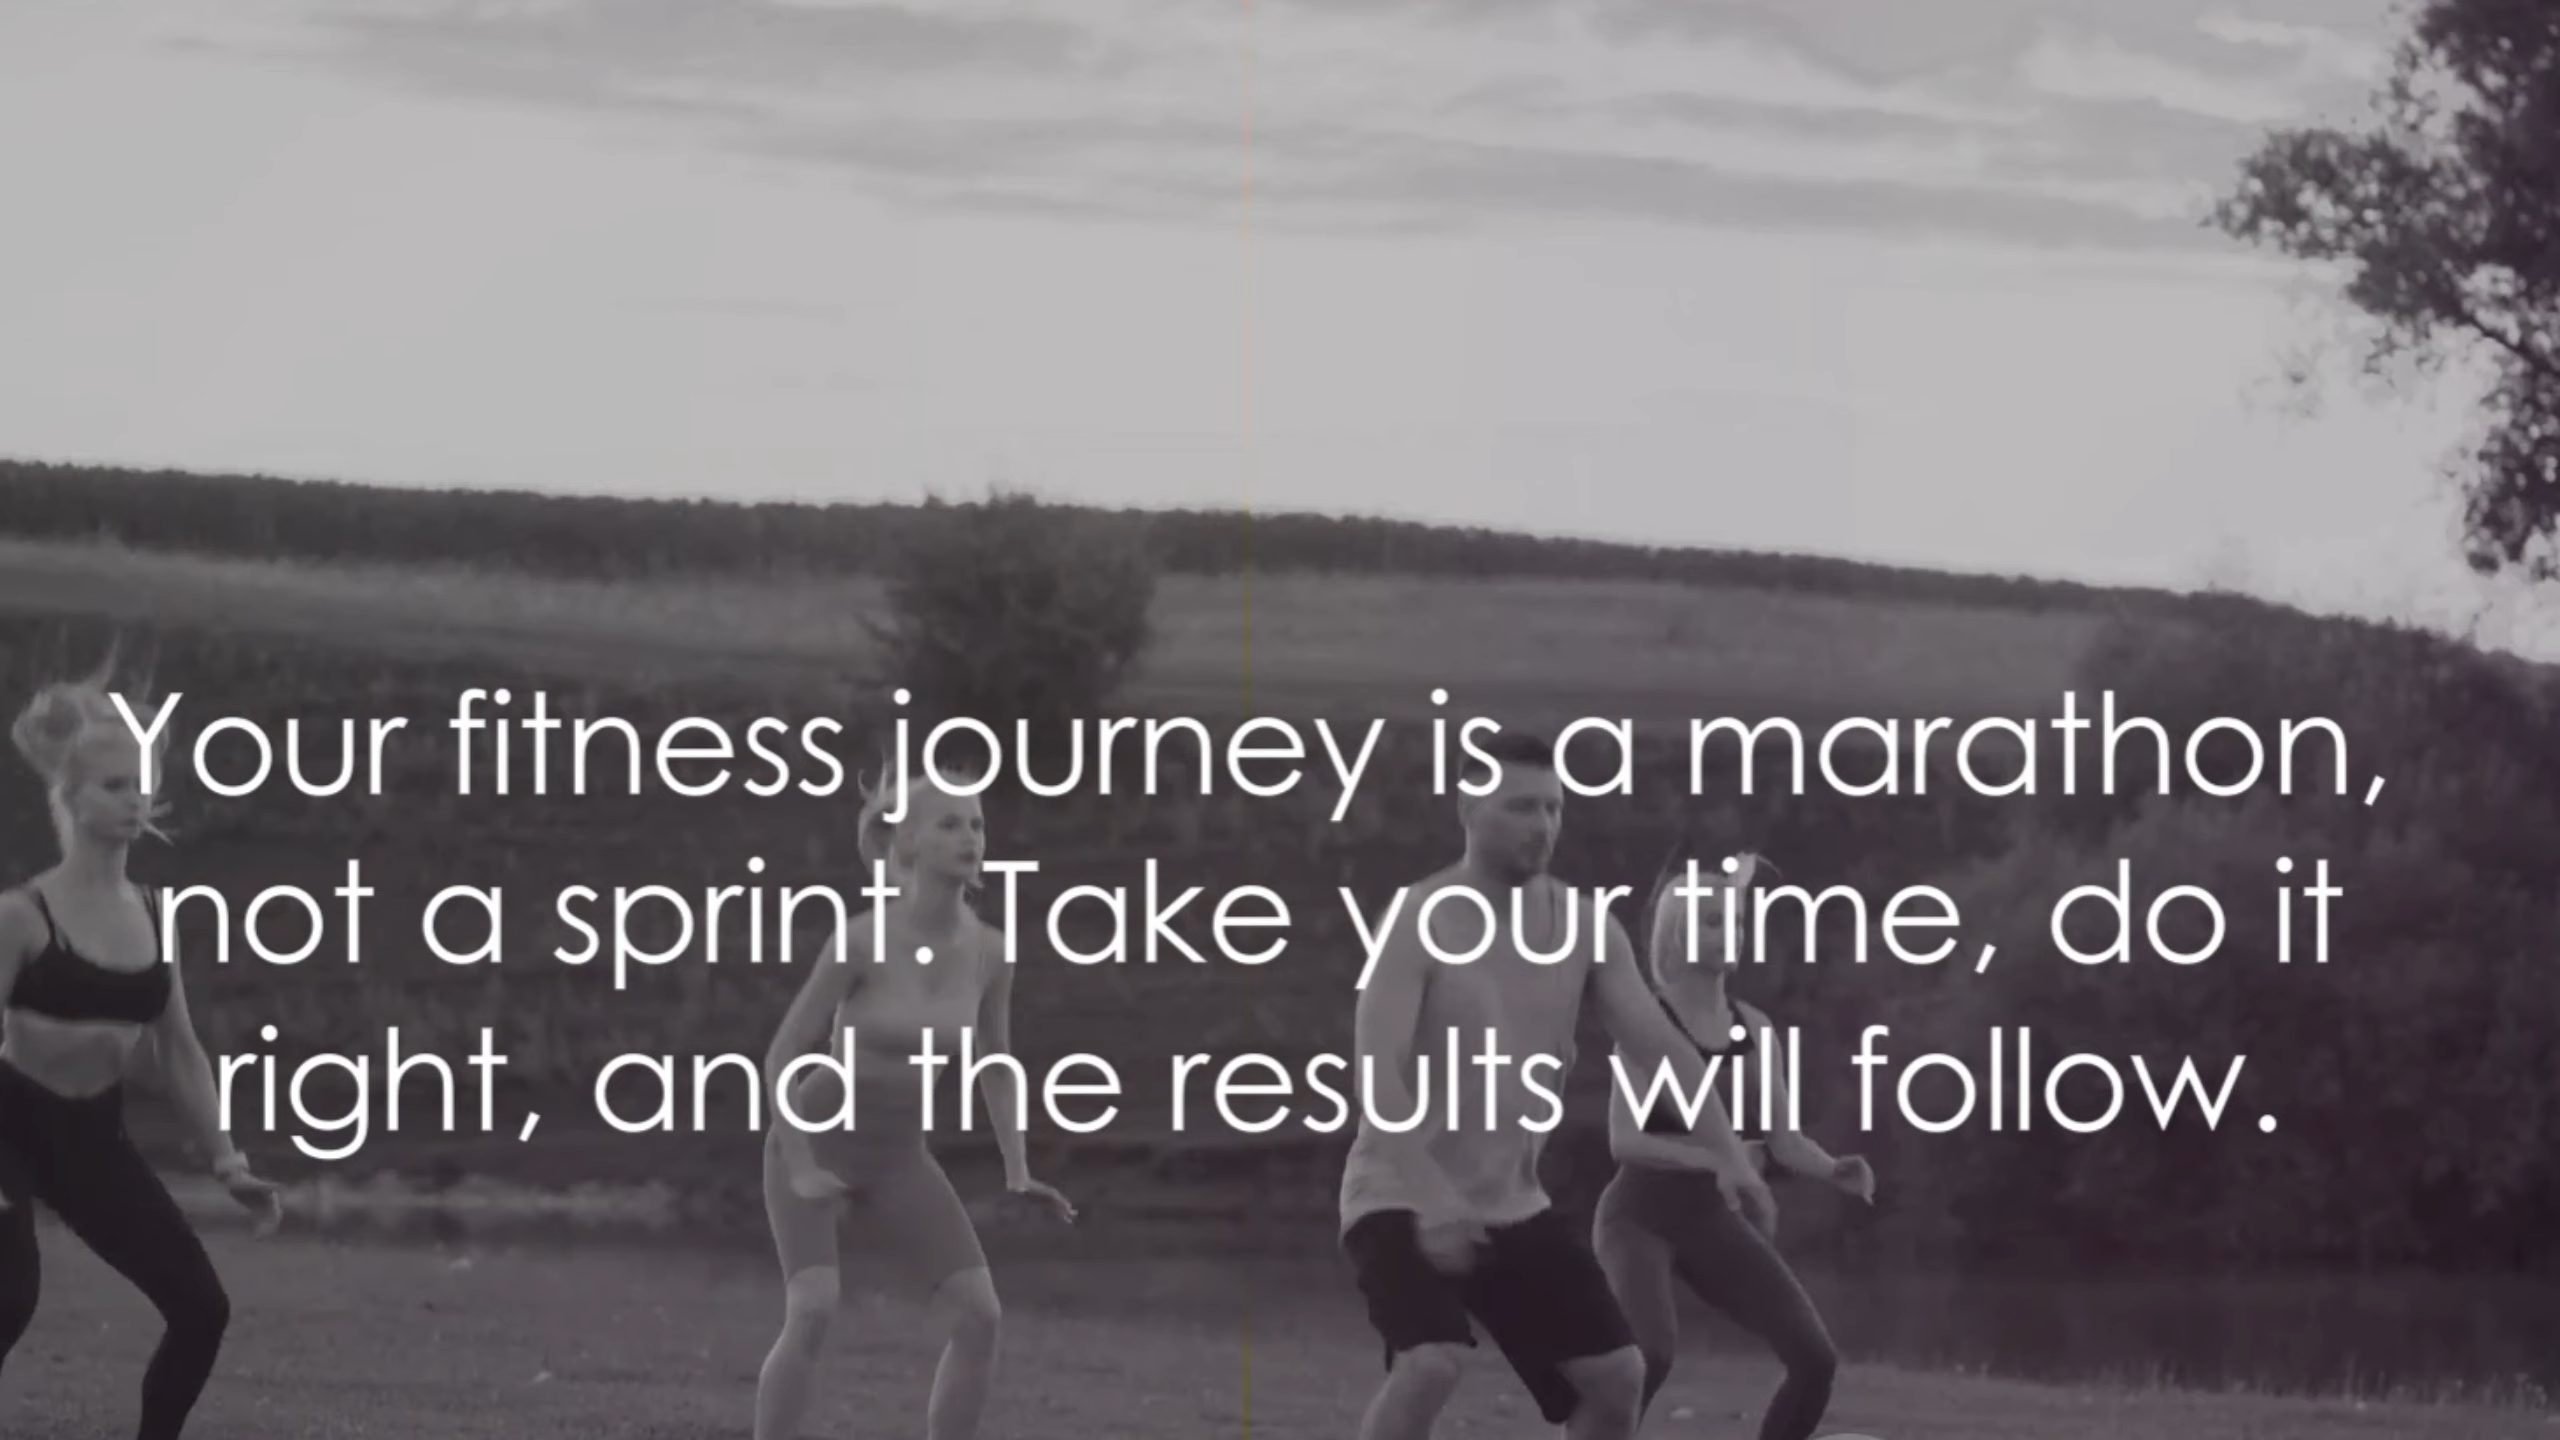 Your fitness journey is a marathon,
not a sprint. Take your time, do it
right, and the results will follow.